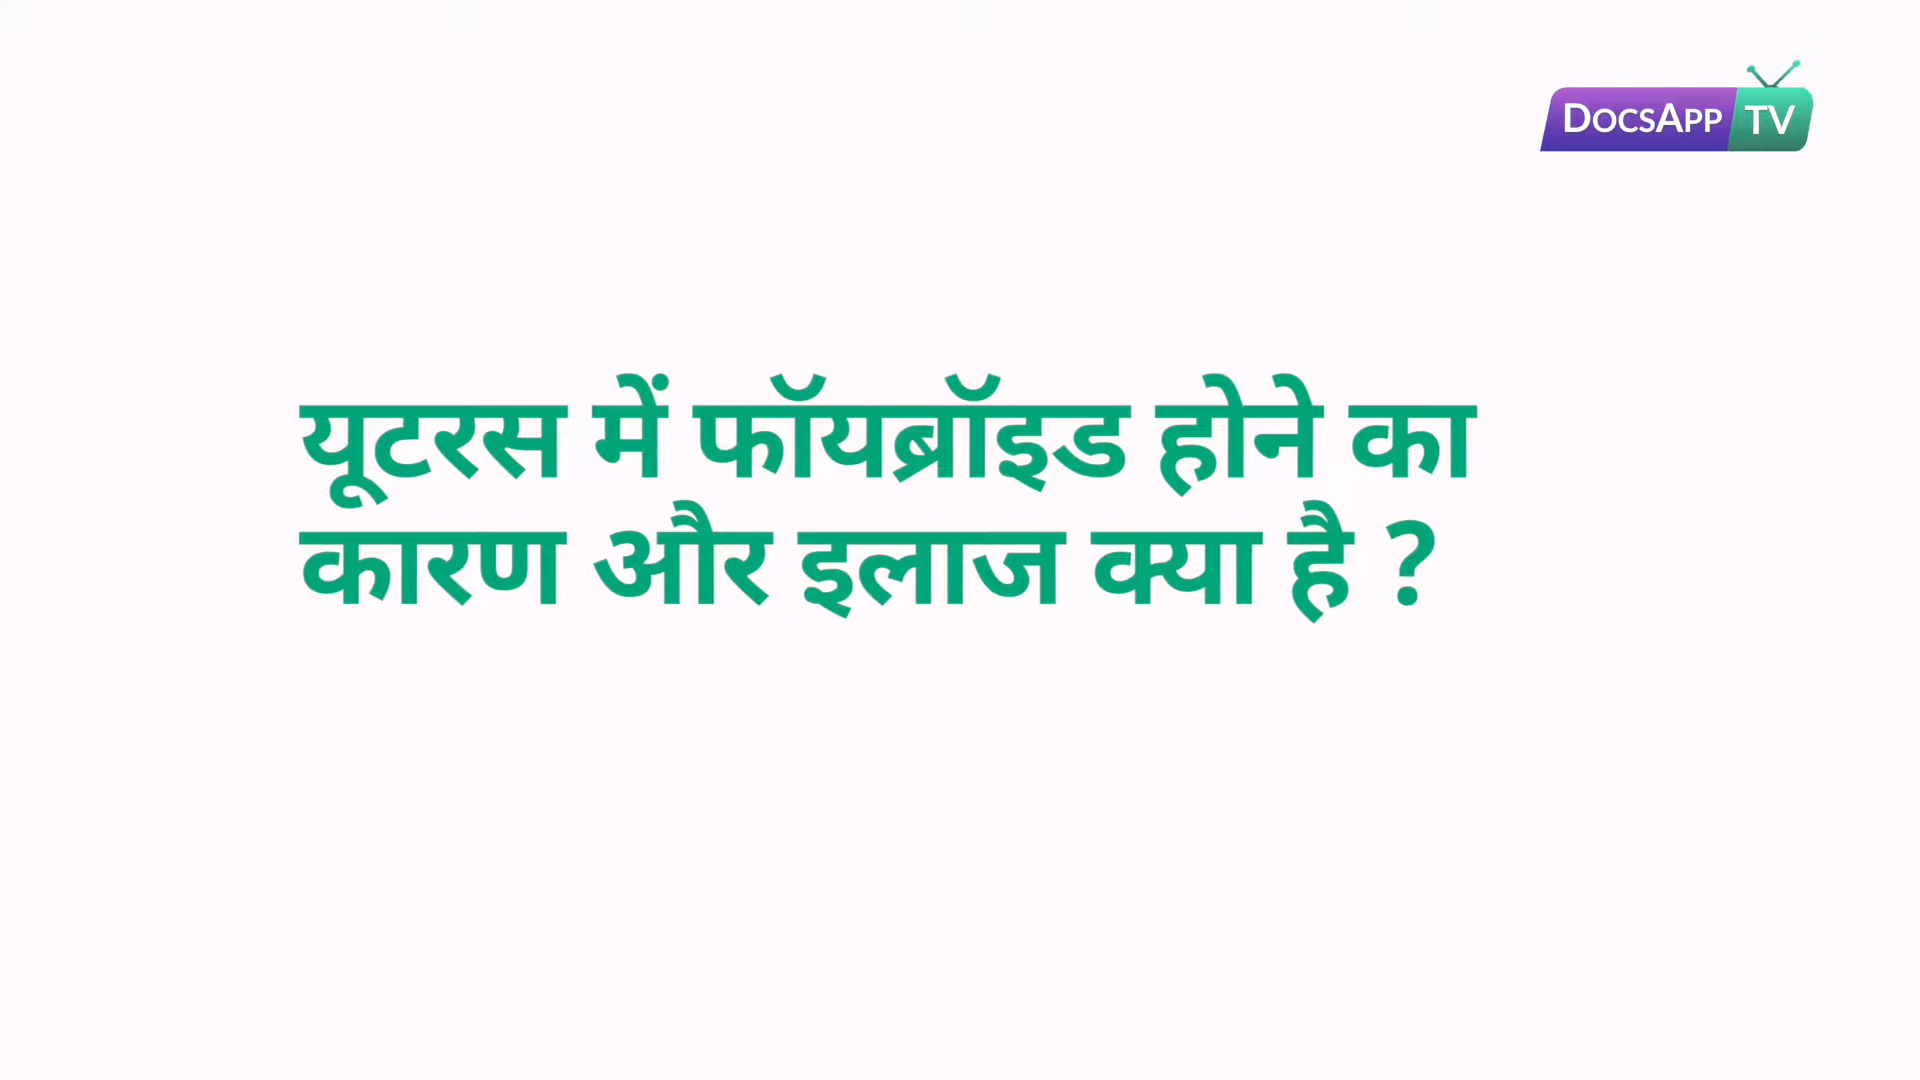 DOCSAPP TV
यूटरस में फॉयब्रॉइड होने का
कारण और इलाज क्या है ?